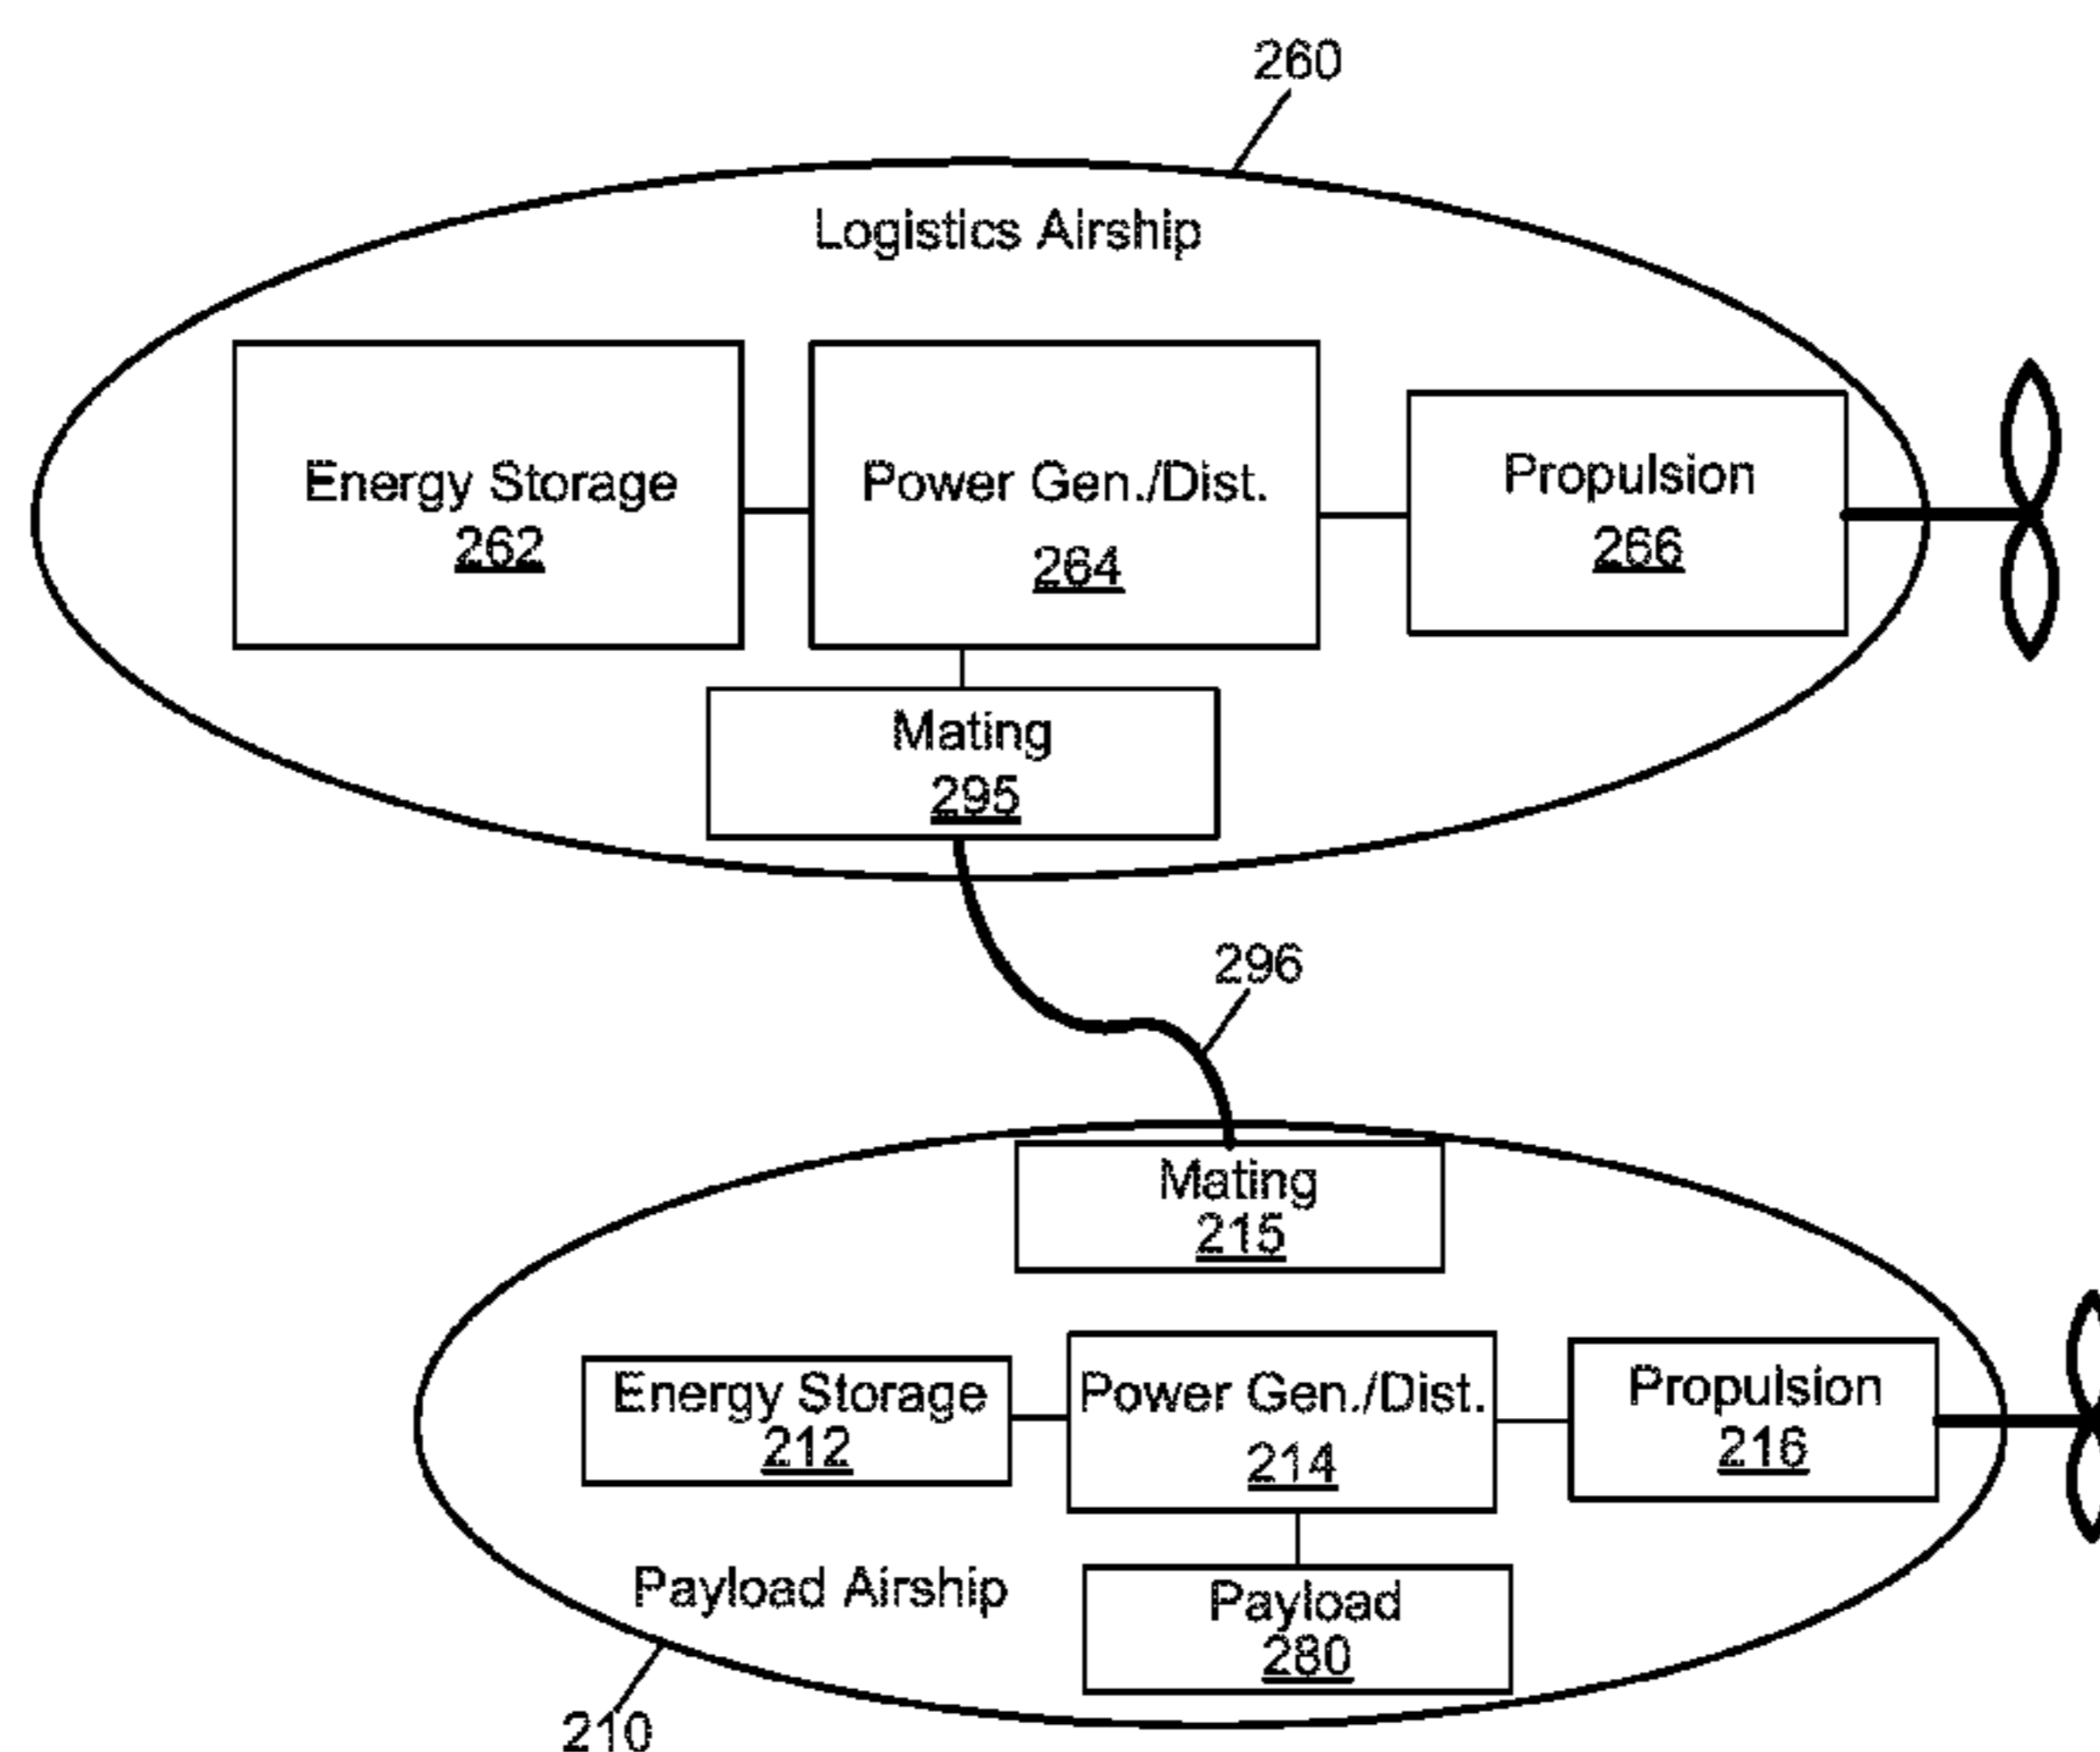 260
Logistics Airship
Energy Storage
262
Power Gen./Dist.
264
Propulsion
266
Mating
295
296
Mating
215
Energy Storage
212
Power Gen./Dist.
214
Propulsion
216
Payload Airship
Payload
280
210